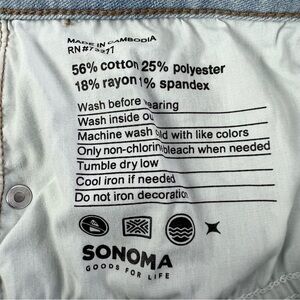 MADE IN CAMBODIA
RN#73277
56% cotton 25% polyester
18% rayon 1% spandex
Wash before wearing
Wash inside out
Machine wash cold with like colors
Only non-chlorine bleach when needed
Tumble dry low
Cool iron if needed
Do not iron decoration
SONOMA
GOODS FOR LIFE